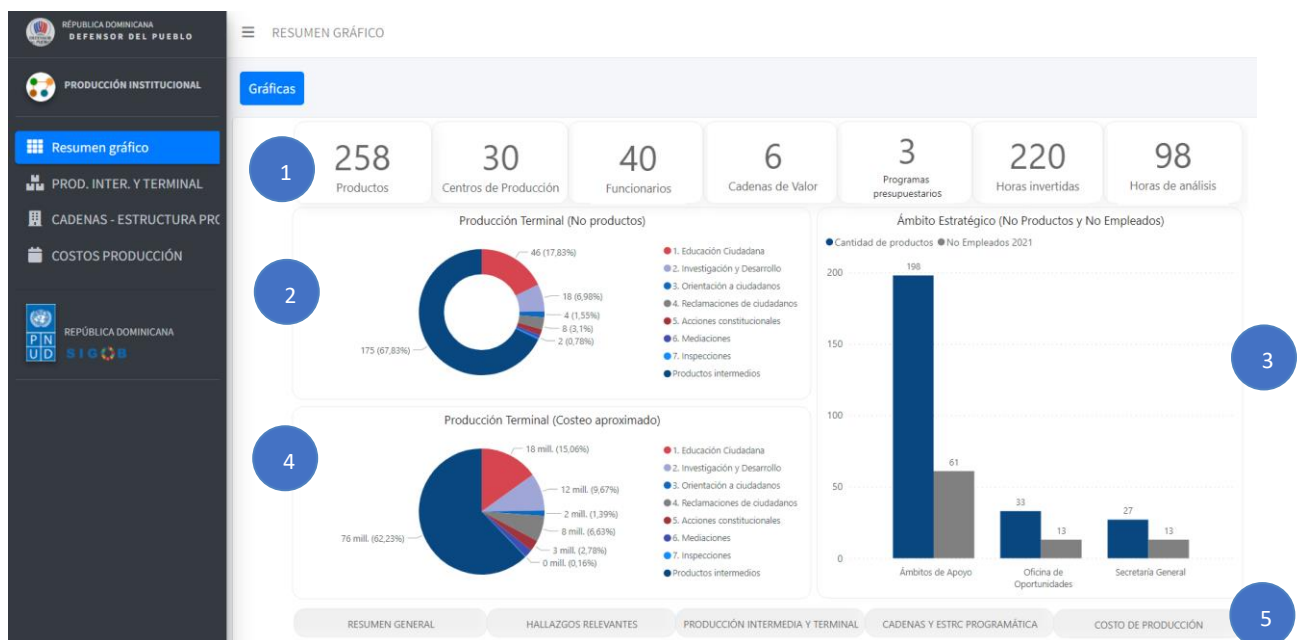 RÉPUBLICA DOMINICANA
DEFENSOR DEL PUEBLO
PRODUCCIÓN INSTITUCIONAL
Resumen gráfico
PROD. INTER. Y TERMINAL
CADENAS - ESTRUCTURA PRO
COSTOS PRODUCCIÓN
PNUD
REPÚBLICA DOMINICANA
SIGOB
RESUMEN GRÁFICO
Gráficas
1
258
Productos
30
Centros de Producción
40
Funcionarios
6
Cadenas de Valor
3
Programas
presupuestarios
220
Horas invertidas
98
Horas de análisis
2
Producción Terminal (No productos)
46 (17,83%)
18 (6,98%)
4 (1,55%)
8 (3,1%)
2 (0,78%)
175 (67,83%)
1. Educación Ciudadana
2. Investigación y Desarrollo
3. Orientación a ciudadanos
4. Reclamaciones de ciudadanos
5. Acciones constitucionales
6. Mediaciones
7. Inspecciones
Productos intermedios
3
Ámbito Estratégico (No Productos y No Empleados)
Cantidad de productos No Empleados 2021
200
150
100
50
0
198
61
33
13
27
13
Ámbitos de Apoyo
Oficina de
Oportunidades
Secretaría General
4
Producción Terminal (Costeo aproximado)
18 mill. (15,06%)
12 mill. (9,67%)
2 mill. (1,39%)
8 mill. (6,63%)
3 mill. (2,78%)
0 mill. (0,16%)
76 mill. (62,23%)
1. Educación Ciudadana
2. Investigación y Desarrollo
3. Orientación a ciudadanos
4. Reclamaciones de ciudadanos
5. Acciones constitucionales
6. Mediaciones
7. Inspecciones
Productos intermedios
5
RESUMEN GENERAL
HALLAZGOS RELEVANTES
PRODUCCIÓN INTERMEDIA Y TERMINAL
CADENAS Y ESTRC PROGRAMÁTICA
COSTO DE PRODUCCIÓN